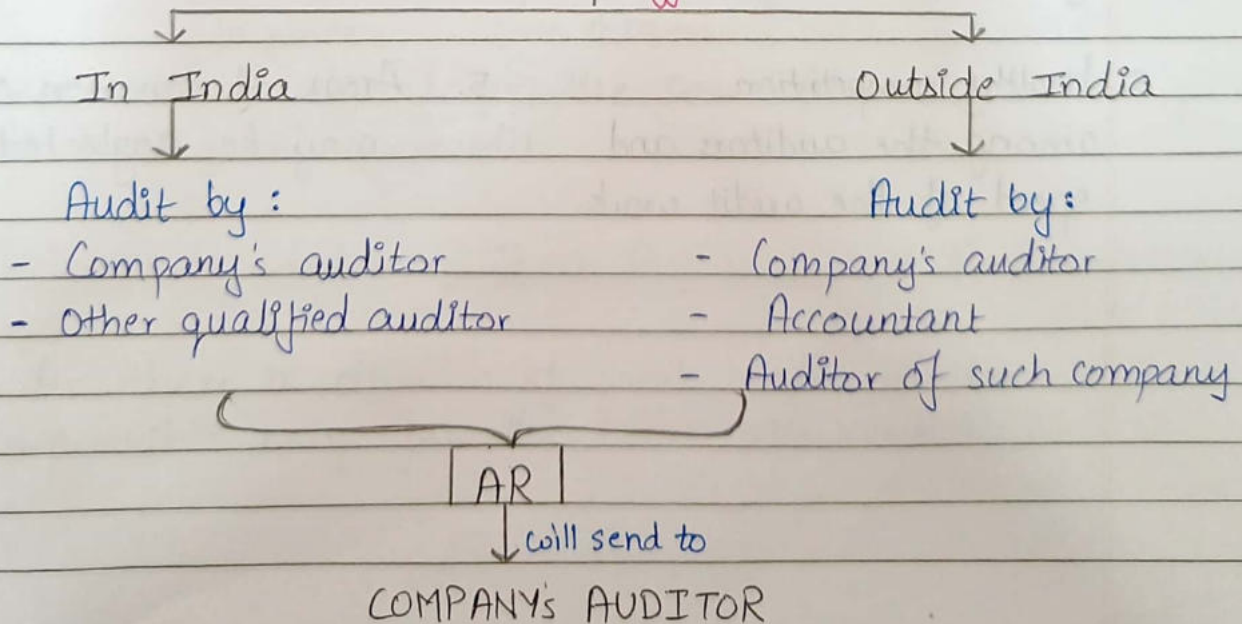 In India
Outside India
Audit by :
- Company's auditor
- Other qualified auditor
Audit by:
- Company's auditor
- Accountant
- Auditor of such company
AR
will send to
COMPANY's AUDITOR